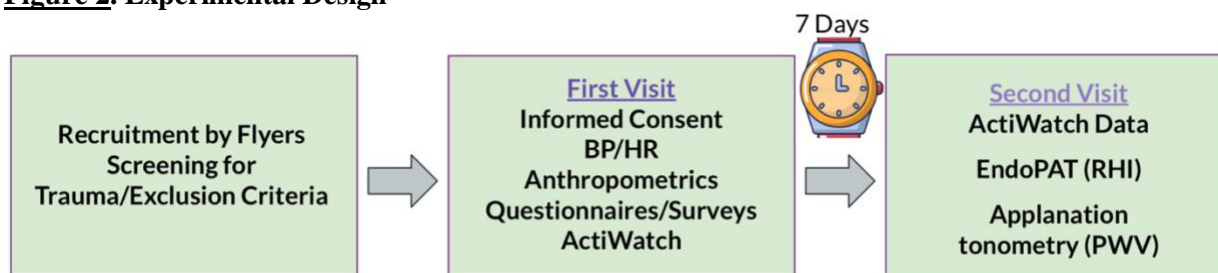 Figure 2. Experimental Design
7 Days
Recruitment by Flyers
Screening for
Trauma/Exclusion Criteria
First Visit
Informed Consent
BP/HR
Anthropometrics
Questionnaires/Surveys
ActiWatch
Second Visit
ActiWatch Data
EndoPAT (RHI)
Applanation
tonometry (PWV)